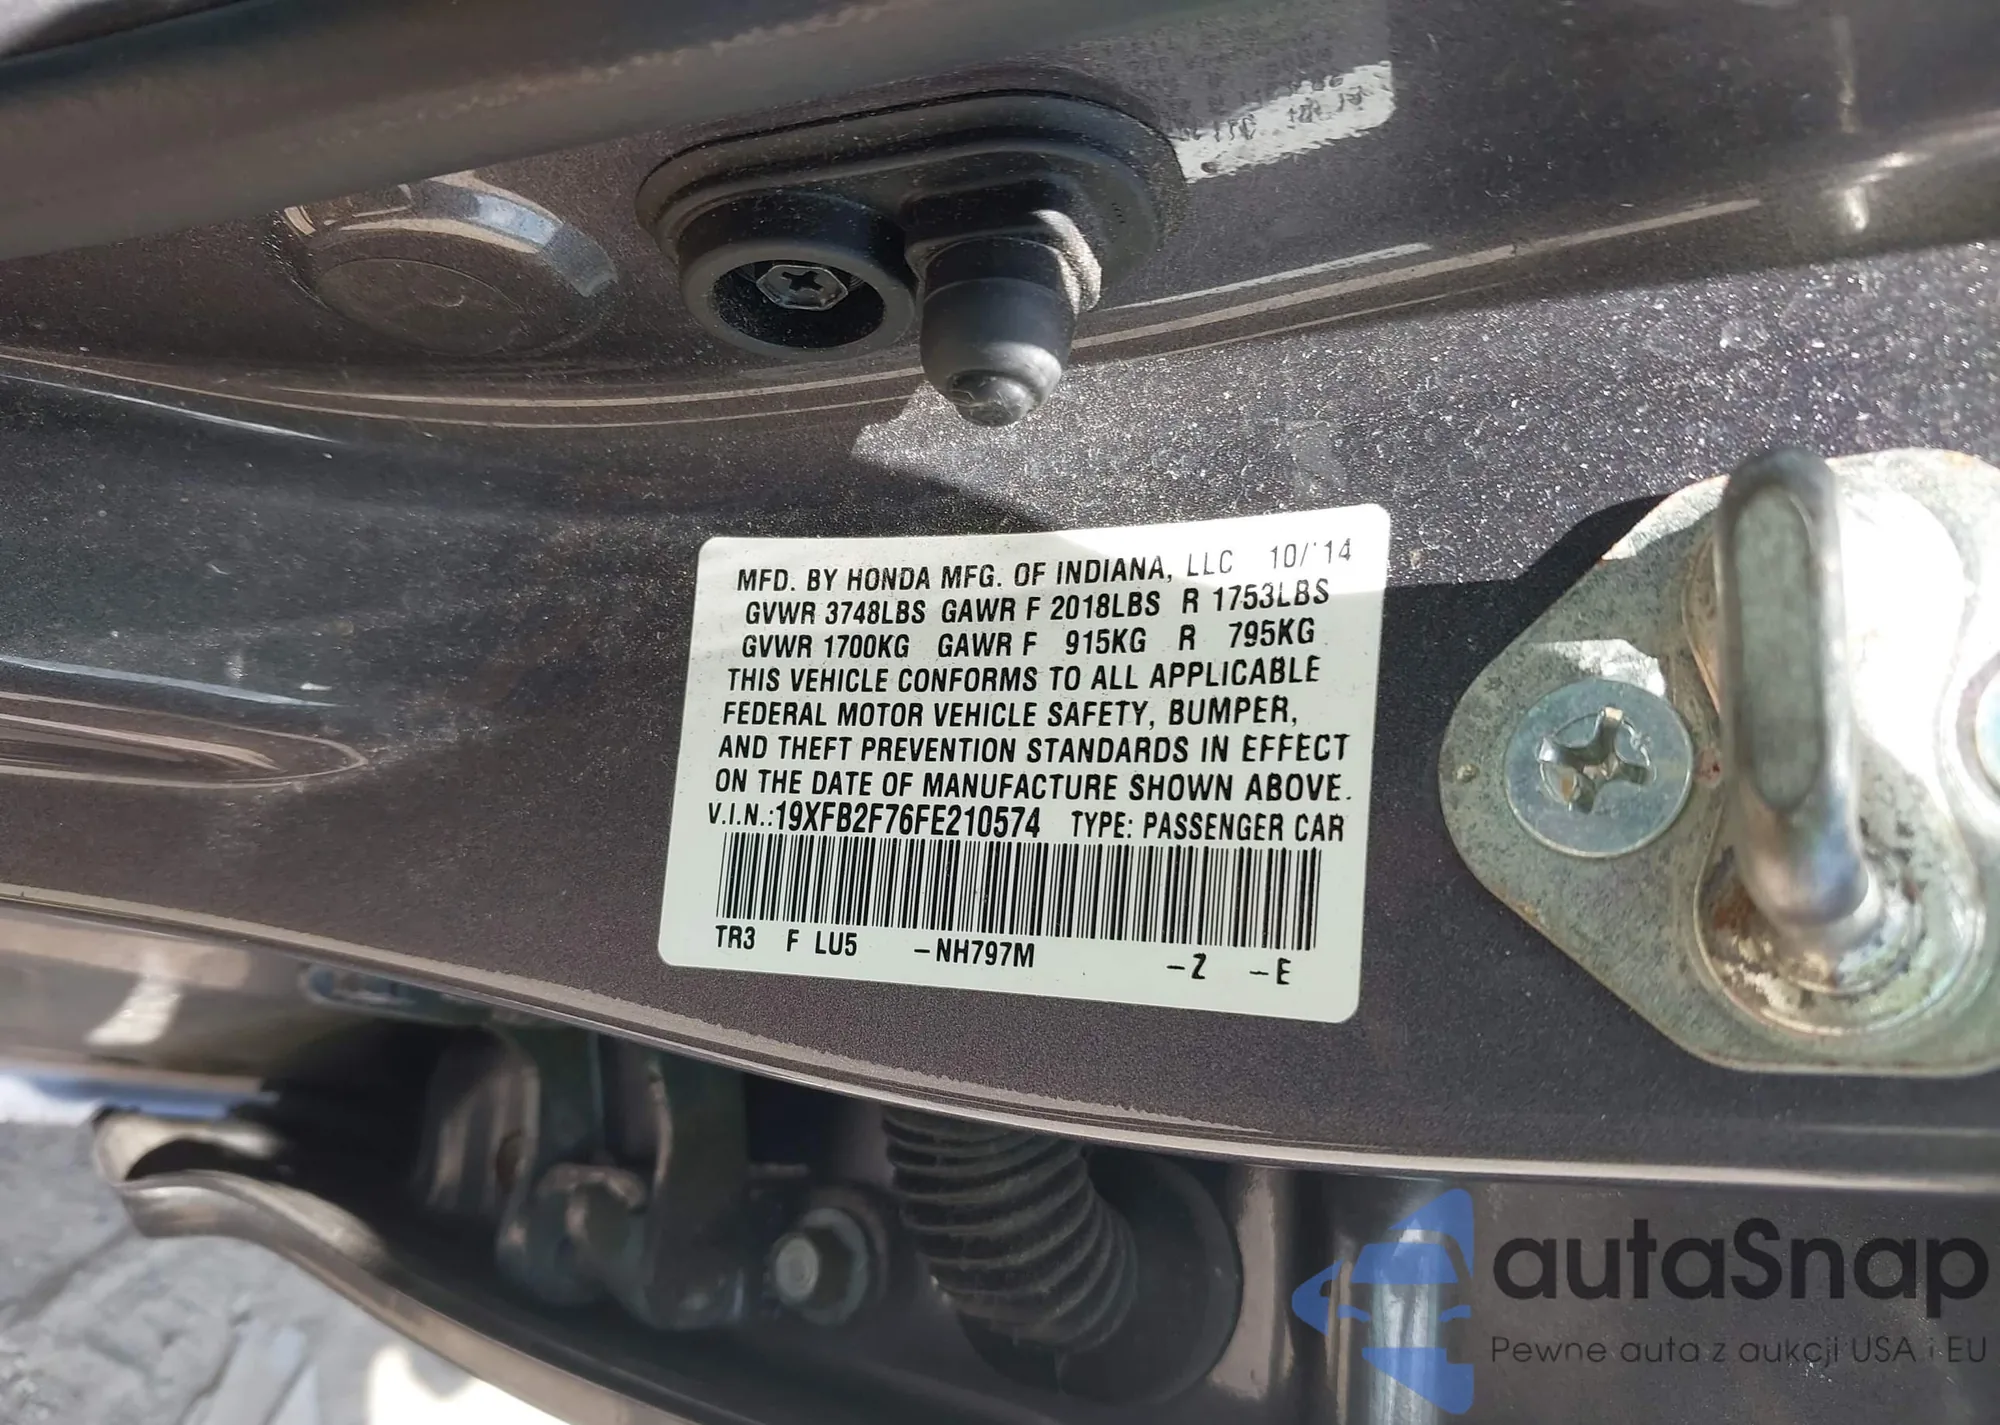 MFD. BY HONDA MFG. OF INDIANA, LLC 10/'14
GVWR 3748LBS GAWR F 2018LBS R 1753LBS
GVWR 1700KG GAWR F 915KG R 795KG
THIS VEHICLE CONFORMS TO ALL APPLICABLE
FEDERAL MOTOR VEHICLE SAFETY, BUMPER,
AND THEFT PREVENTION STANDARDS IN EFFECT
ON THE DATE OF MANUFACTURE SHOWN ABOVE.
V.I.N.:19XFB2F76FE210574 TYPE: PASSENGER CAR
TR3 F LU5 -NH797M -2 -E
autaSnap
Pewne auta z aukcji USA i EU